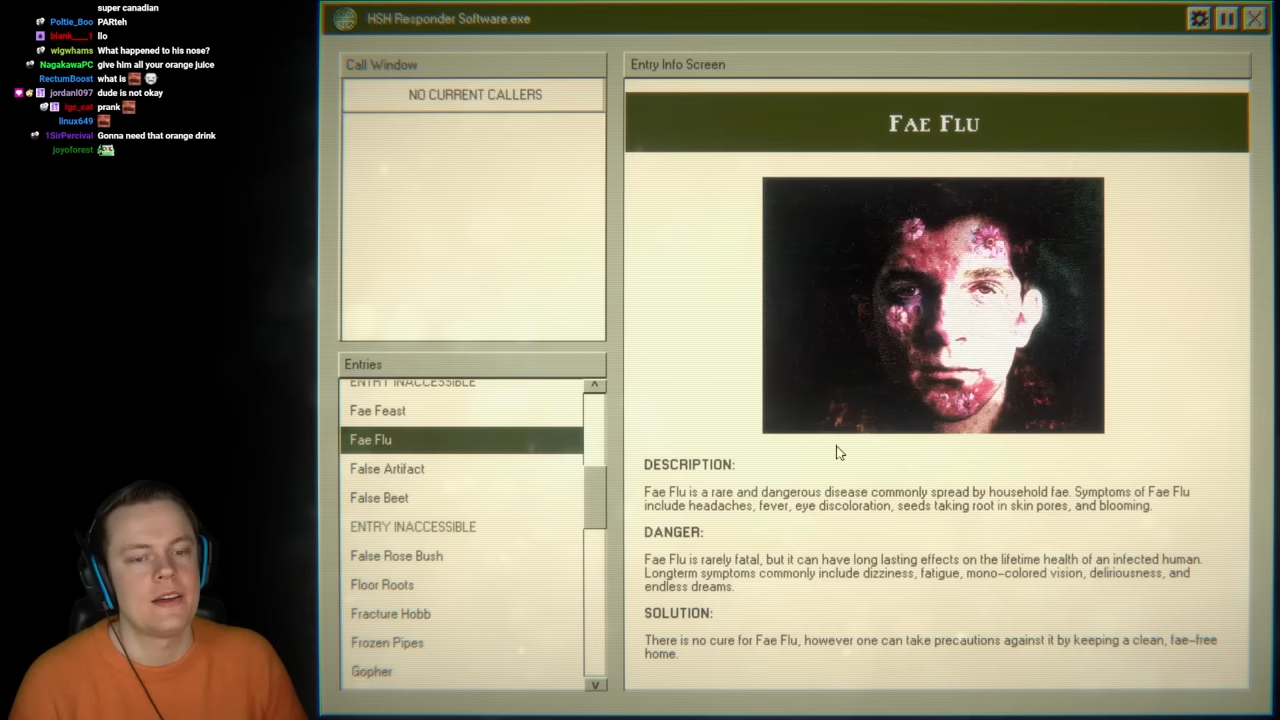 super canadian
Poltie_Boo PARteh
blank___1 llo
wigwhams What happened to his nose?
NagakawaPC give him all your orange juice
RectumBoost what is
jordanl097 dude is not okay
prank
linux649
1SirPercival Gonna need that orange drink
joyoforest
HSH Responder Software.exe
Call Window
NO CURRENT CALLERS
Entries
ENTRY INACCESSIBLE
Fae Feast
Fae Flu
False Artifact
False Beet
ENTRY INACCESSIBLE
False Rose Bush
Floor Roots
Fracture Hobb
Frozen Pipes
Gopher
Entry Info Screen
FAE FLU
DESCRIPTION:
Fae Flu is a rare and dangerous disease commonly spread by household fae. Symptoms of Fae Flu
include headaches, fever, eye discoloration, seeds taking root in skin pores, and blooming.
DANGER:
Fae Flu is rarely fatal, but it can have long lasting effects on the lifetime health of an infected human.
Longterm symptoms commonly include dizziness, fatigue, mono-colored vision, deliriousness, and
endless dreams.
SOLUTION:
There is no cure for Fae Flu, however one can take precautions against it by keeping a clean, fae-free
home.